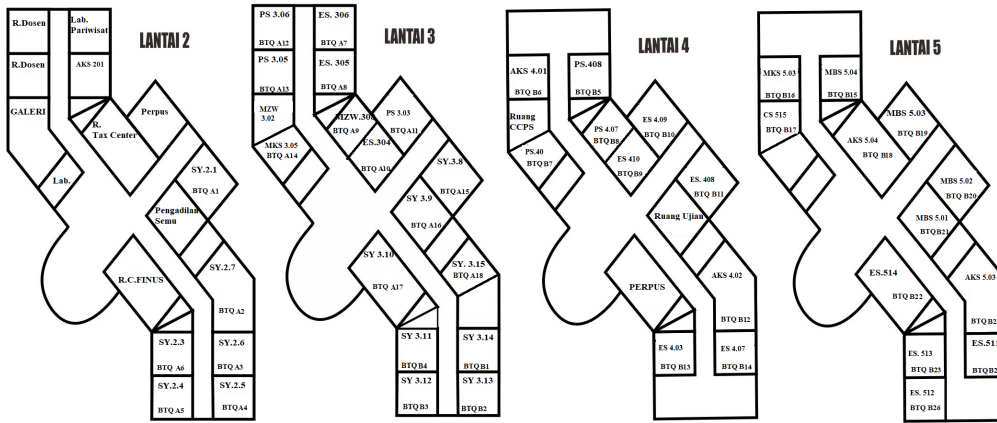 LANTAI 2
R.Dosen
Lab.
Pariwisat
R.Dosen
AKS 201
GALERI
R.
Tax Center
Perpus
Lab.
SY.2.1
BTQ A1
Pengadilan
Semu
SY.2.7
BTQ A2
R.C.FINUS
SY.2.3
BTQ A6
SY.2.6
BTQ A3
SY.2.4
BTQ A5
SY.2.5
BTQ A4
LANTAI 3
PS 3.06
BTQ A12
ES. 306
BTQ A7
PS 3.05
BTQ A13
ES. 305
BTQ A8
MZW
3.02
MKS 3.05
BTQ A14
BTQ A9
PS 3.03
BTQ A11
ES.304
BTQ A10
SY.3.8
BTQ A15
SY 3.9
BTQ A16
SY 3.10
BTQ A17
SY. 3.15
BTQ A18
SY 3.11
BTQ B4
SY 3.14
BTQ B1
SY 3.12
BTQ B3
SY 3.13
BTQ B2
LANTAI 4
AKS 4.01
BTQ B6
PS.408
BTQ B5
Ruang
CCPS
PS.40
BTQ B7
PS 4.07
BTQ B8
ES 4.09
BTQ B10
ES 410
BTQ B9
ES. 408
BTQ B11
Ruang Ujian
AKS 4.02
BTQ B12
PERPUS
ES 4.03
BTQ B13
ES 4.07
BTQ B14
LANTAI 5
MKS 5.03
BTQ B16
MBS 5.04
BTQ B15
CS 515
BTQ B17
MBS 5.03
BTQ B19
AKS 5.04
BTQ B18
MBS 5.02
BTQ B20
MBS 5.01
BTQ B21
AKS 5.03
BTQ B2
ES.514
BTQ B22
ES. 513
BTQ B23
ES.511
BTQ B2
ES. 512
BTQ B26